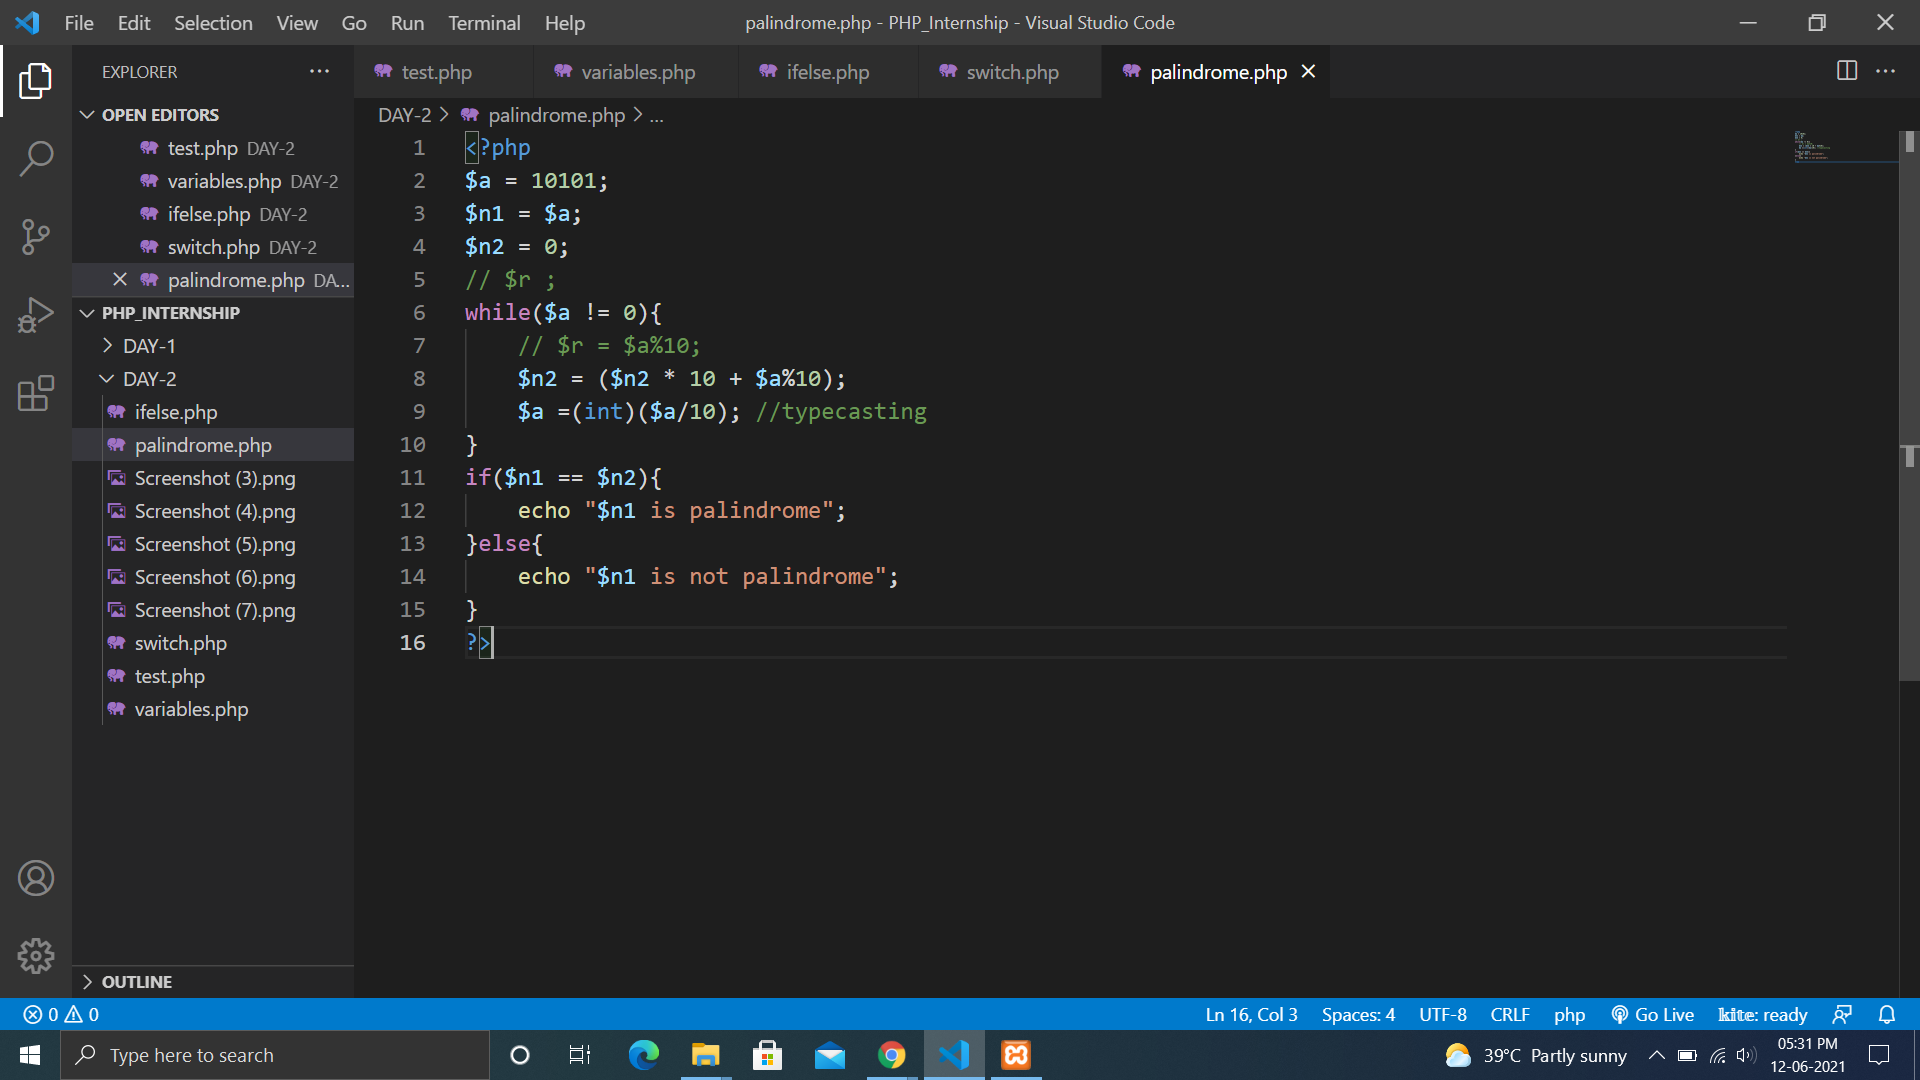 File Edit Selection View Go Run Terminal Help
palindrome.php - PHP_Internship - Visual Studio Code
EXPLORER
OPEN EDITORS
test.php DAY-2
variables.php DAY-2
ifelse.php DAY-2
switch.php DAY-2
palindrome.php DA...
PHP_INTERNSHIP
DAY-1
DAY-2
ifelse.php
palindrome.php
Screenshot (3).png
Screenshot (4).png
Screenshot (5).png
Screenshot (6).png
Screenshot (7).png
switch.php
test.php
variables.php
OUTLINE
test.php variables.php ifelse.php switch.php palindrome.php
DAY-2 > palindrome.php > ...
1 <?php
2 $a = 10101;
3 $n1 = $a;
4 $n2 = 0;
5 // $r ;
6 while($a != 0){
7 // $r = $a%10;
8 $n2 = ($n2 * 10 + $a%10);
9 $a =(int)($a/10); //typecasting
10 }
11 if($n1 == $n2){
12 echo "$n1 is palindrome";
13 }else{
14 echo "$n1 is not palindrome";
15 }
16 ?>
0 0
Ln 16, Col 3 Spaces: 4 UTF-8 CRLF php Go Live kite: ready
Type here to search
39°C Partly sunny
05:31 PM
12-06-2021